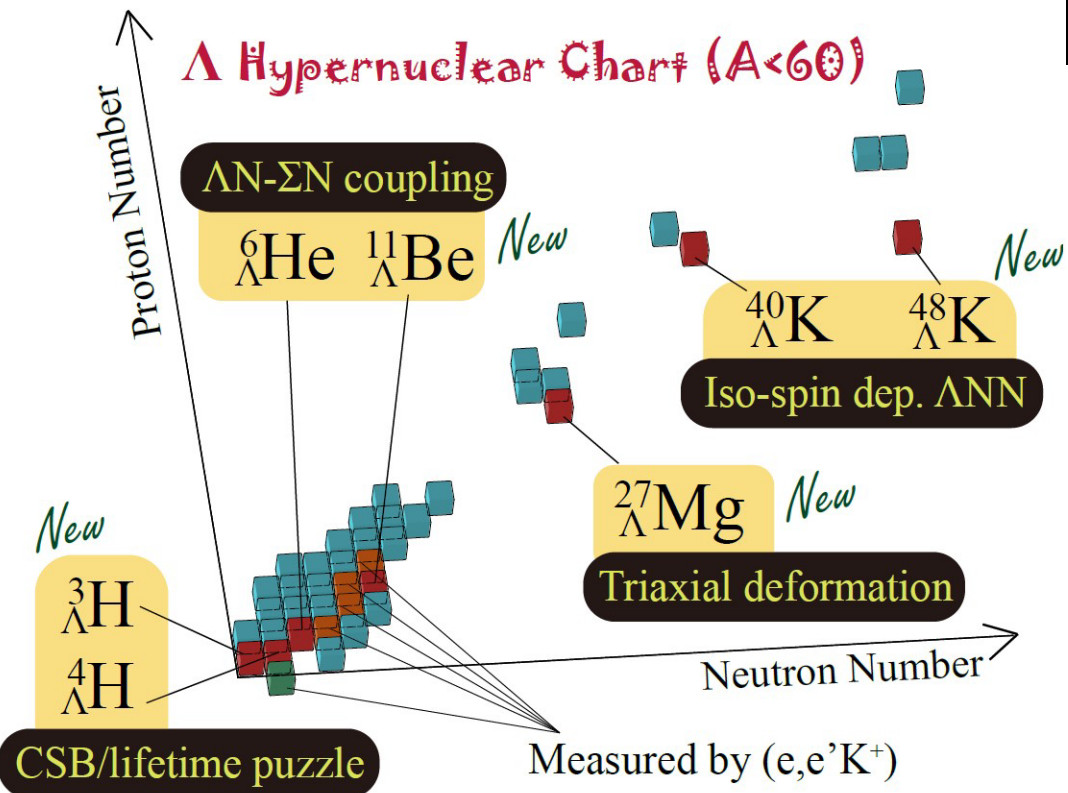 Λ Hypernuclear Chart (A<60)
Proton Number
ΛN-ΣN coupling
⁶ΛHe ¹¹ΛBe
New
New
⁴⁰ΛK ⁴⁸ΛK
Iso-spin dep. ΛNN
²⁷ΛMg
New
Triaxial deformation
New
³ΛH
⁴ΛH
CSB/lifetime puzzle
Neutron Number
Measured by (e,e’K⁺)